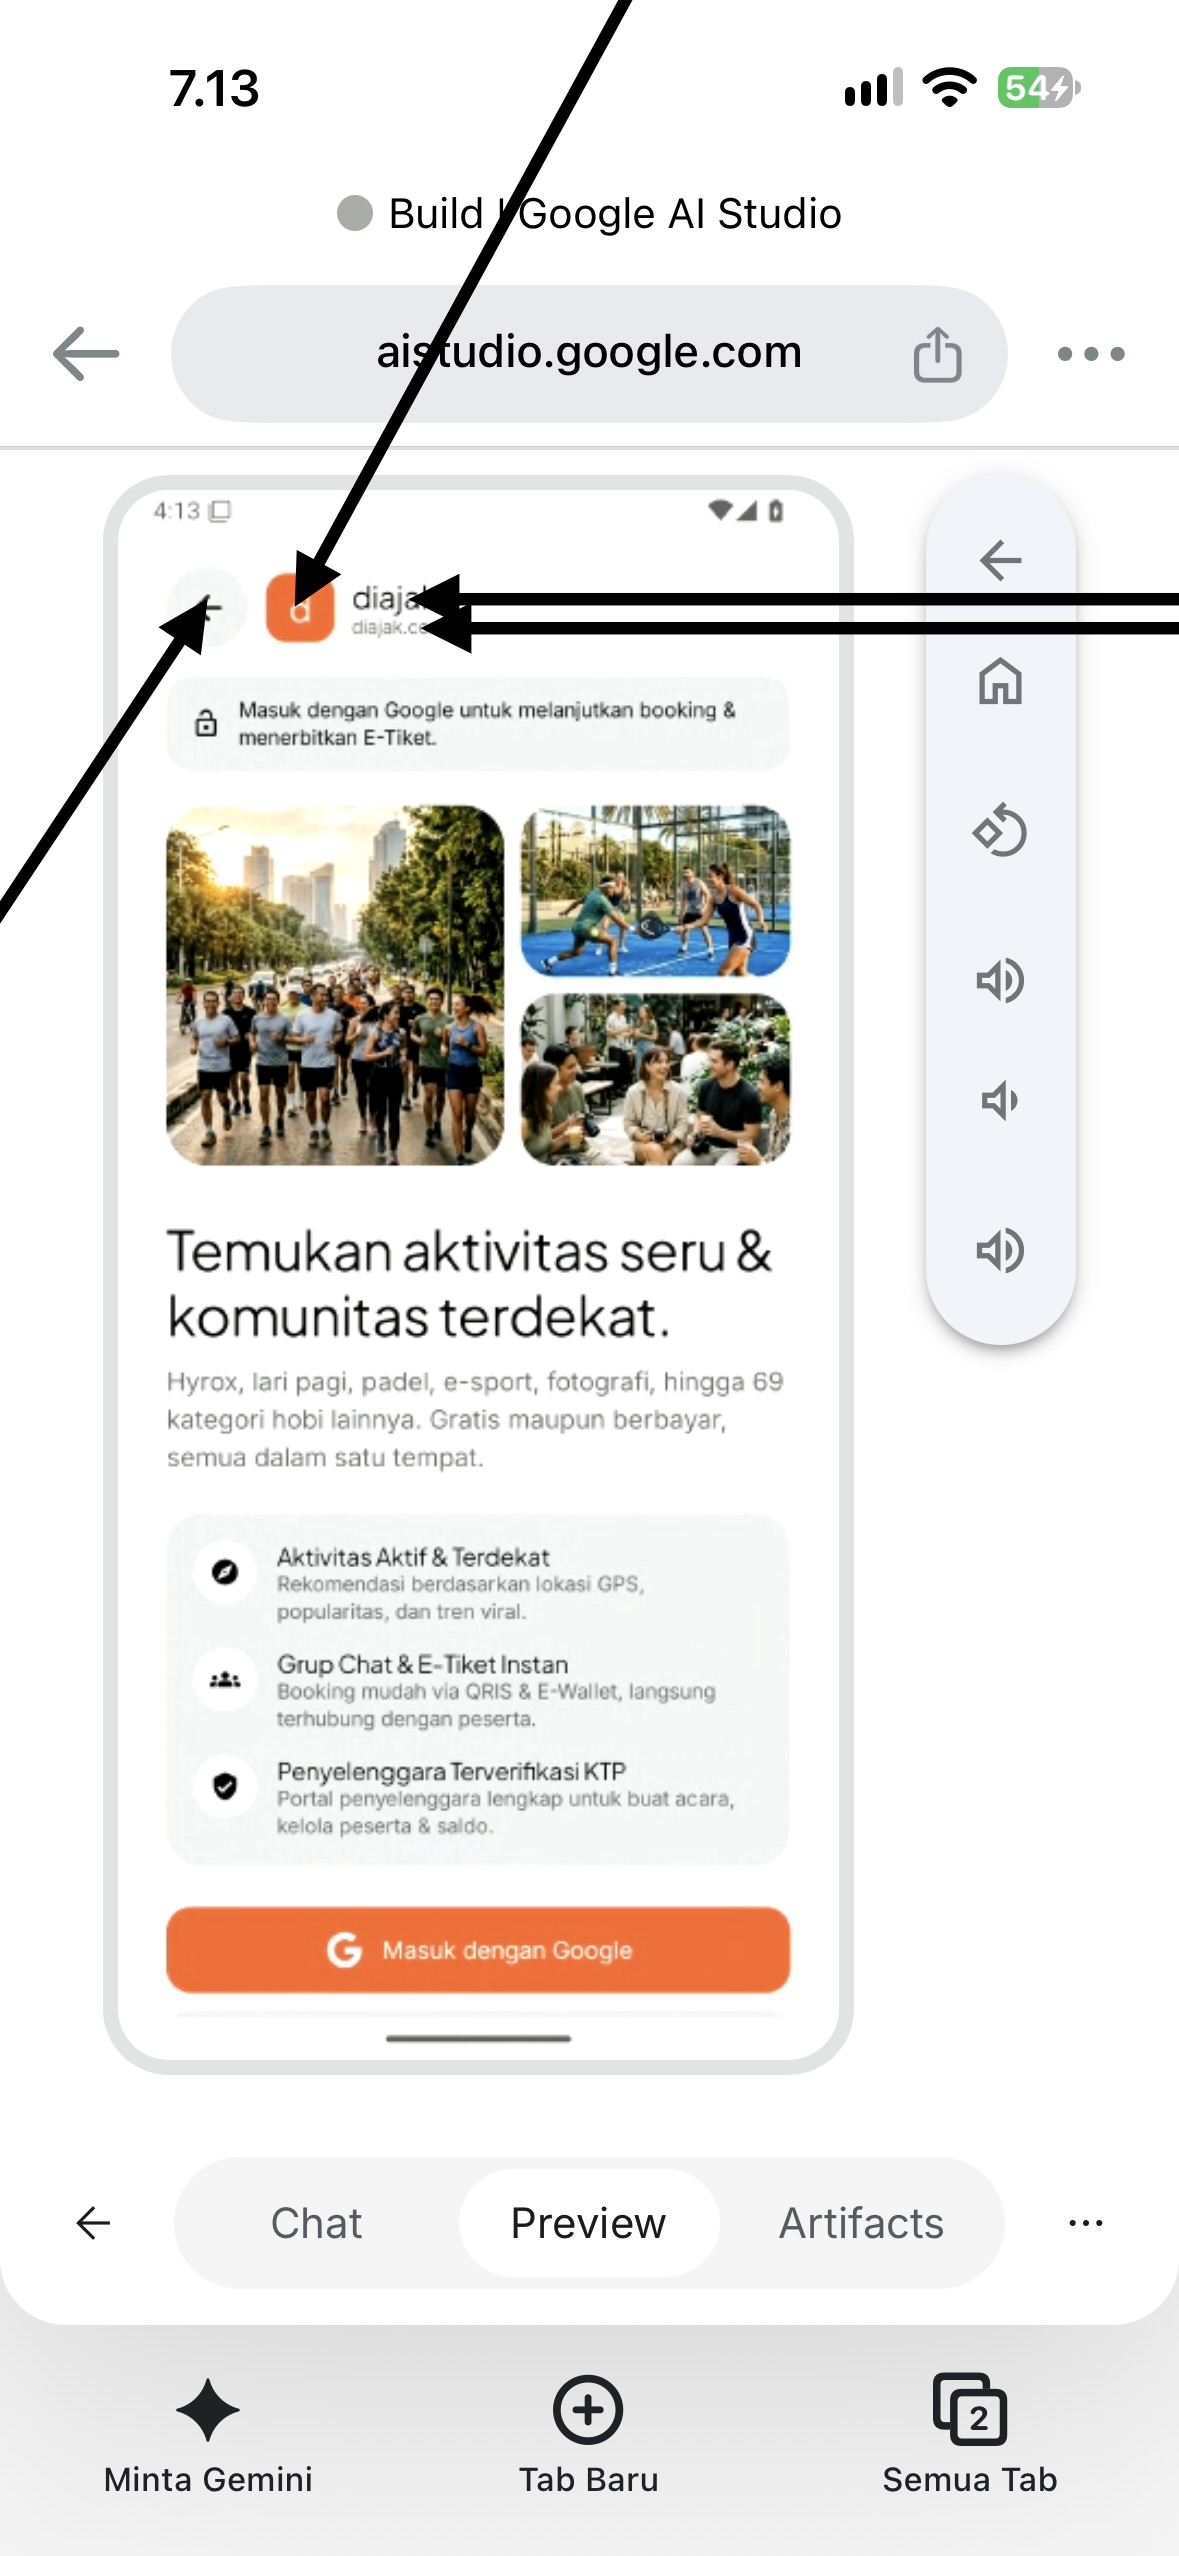 7.13
54
Build | Google AI Studio
aistudio.google.com
4:13
d
diajak
diajak.co
Masuk dengan Google untuk melanjutkan booking &
menerbitkan E-Tiket.
Temukan aktivitas seru &
komunitas terdekat.
Hyrox, lari pagi, padel, e-sport, fotografi, hingga 69
kategori hobi lainnya. Gratis maupun berbayar,
semua dalam satu tempat.
Aktivitas Aktif & Terdekat
Rekomendasi berdasarkan lokasi GPS,
popularitas, dan tren viral.
Grup Chat & E-Tiket Instan
Booking mudah via QRIS & E-Wallet, langsung
terhubung dengan peserta.
Penyelenggara Terverifikasi KTP
Portal penyelenggara lengkap untuk buat acara,
kelola peserta & saldo.
G Masuk dengan Google
Chat Preview Artifacts
2
Minta Gemini Tab Baru Semua Tab